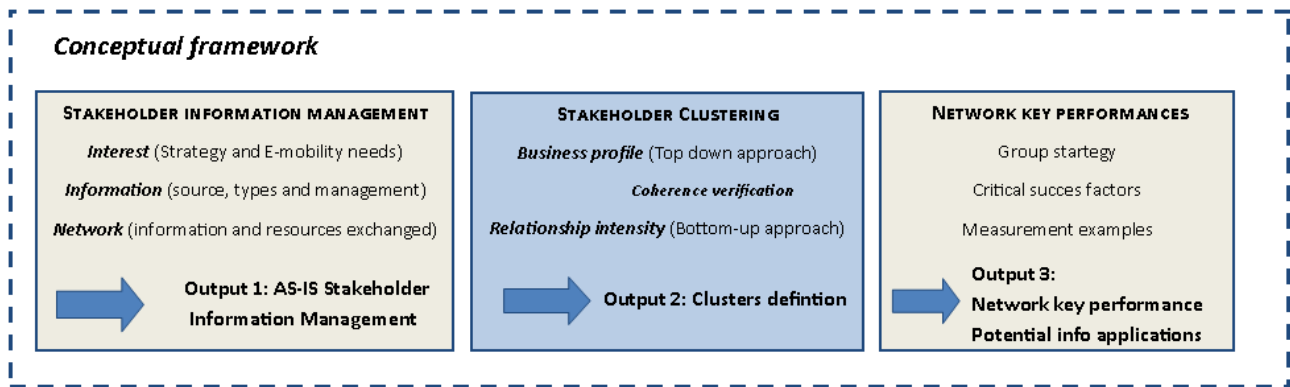 Conceptual framework
STAKEHOLDER INFORMATION MANAGEMENT
Interest (Strategy and E-mobility needs)
Information (source, types and management)
Network (information and resources exchanged)
Output 1: AS-IS Stakeholder
Information Management
STAKEHOLDER CLUSTERING
Business profile (Top down approach)
Coherence verification
Relationship intensity (Bottom-up approach)
Output 2: Clusters defintion
NETWORK KEY PERFORMANCES
Group startegy
Critical succes factors
Measurement examples
Output 3:
Network key performance
Potential info applications